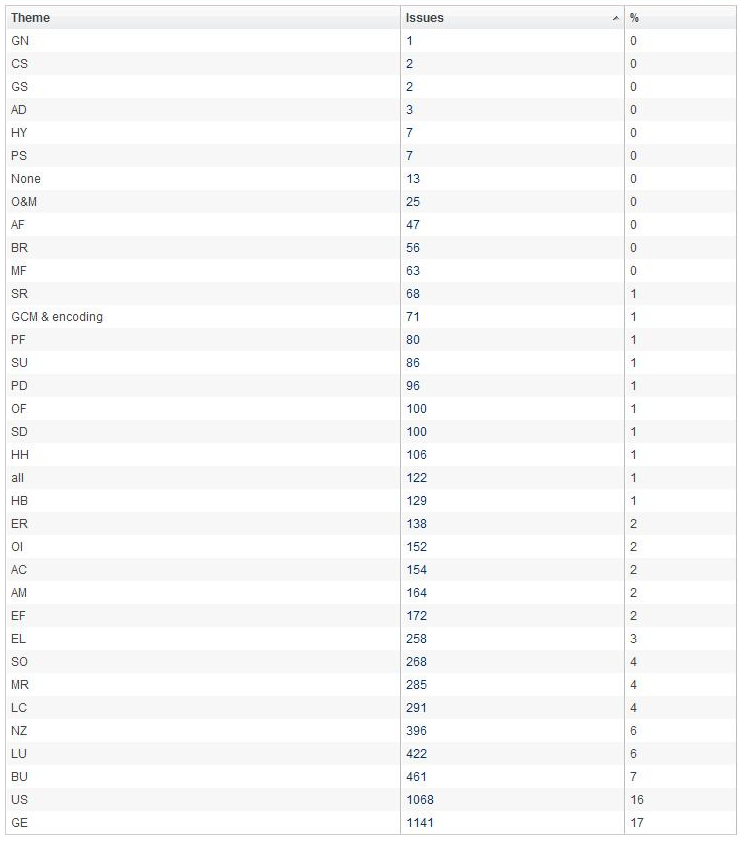 Theme Issues %
GN 1 0
CS 2 0
GS 2 0
AD 3 0
HY 7 0
PS 7 0
None 13 0
O&M 25 0
AF 47 0
BR 56 0
MF 63 0
SR 68 1
GCM & encoding 71 1
PF 80 1
SU 86 1
PD 96 1
OF 100 1
SD 100 1
HH 106 1
all 122 1
HB 129 1
ER 138 2
OI 152 2
AC 154 2
AM 164 2
EF 172 2
EL 258 3
SO 268 4
MR 285 4
LC 291 4
NZ 396 6
LU 422 6
BU 461 7
US 1068 16
GE 1141 17